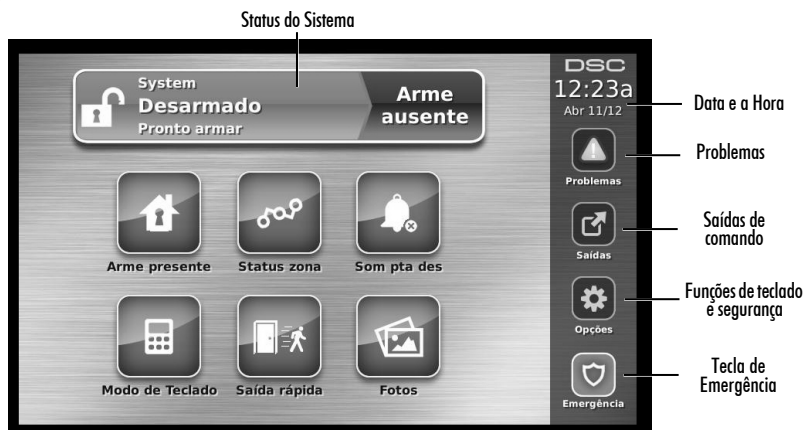 Status do Sistema
System
Desarmado
Pronto armar
Arme
ausente
DSC
12:23a
Abr 11/12
Data e a Hora
Problemas
Problemas
Saídas
Saídas de
comando
Opções
Funções de teclado
e segurança
Emergência
Tecla de
Emergência
Arme presente
Status zona
Som pta des
Modo de Teclado
Saída rápida
Fotos